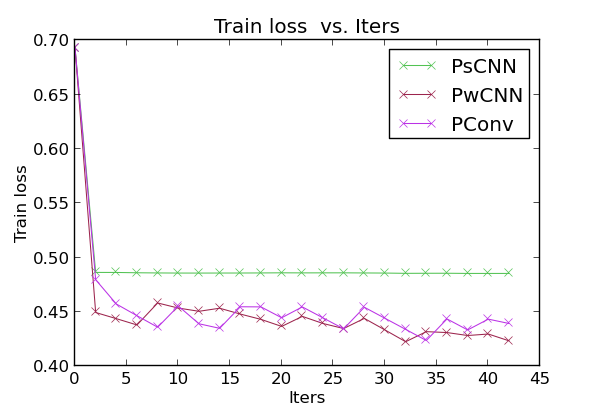 Train loss  vs. Iters
0.70
0.65
0.60
0.55
0.50
0.45
0.40
Train loss
PsCNN
PwCNN
PConv
0 5 10 15 20 25 30 35 40 45
Iters